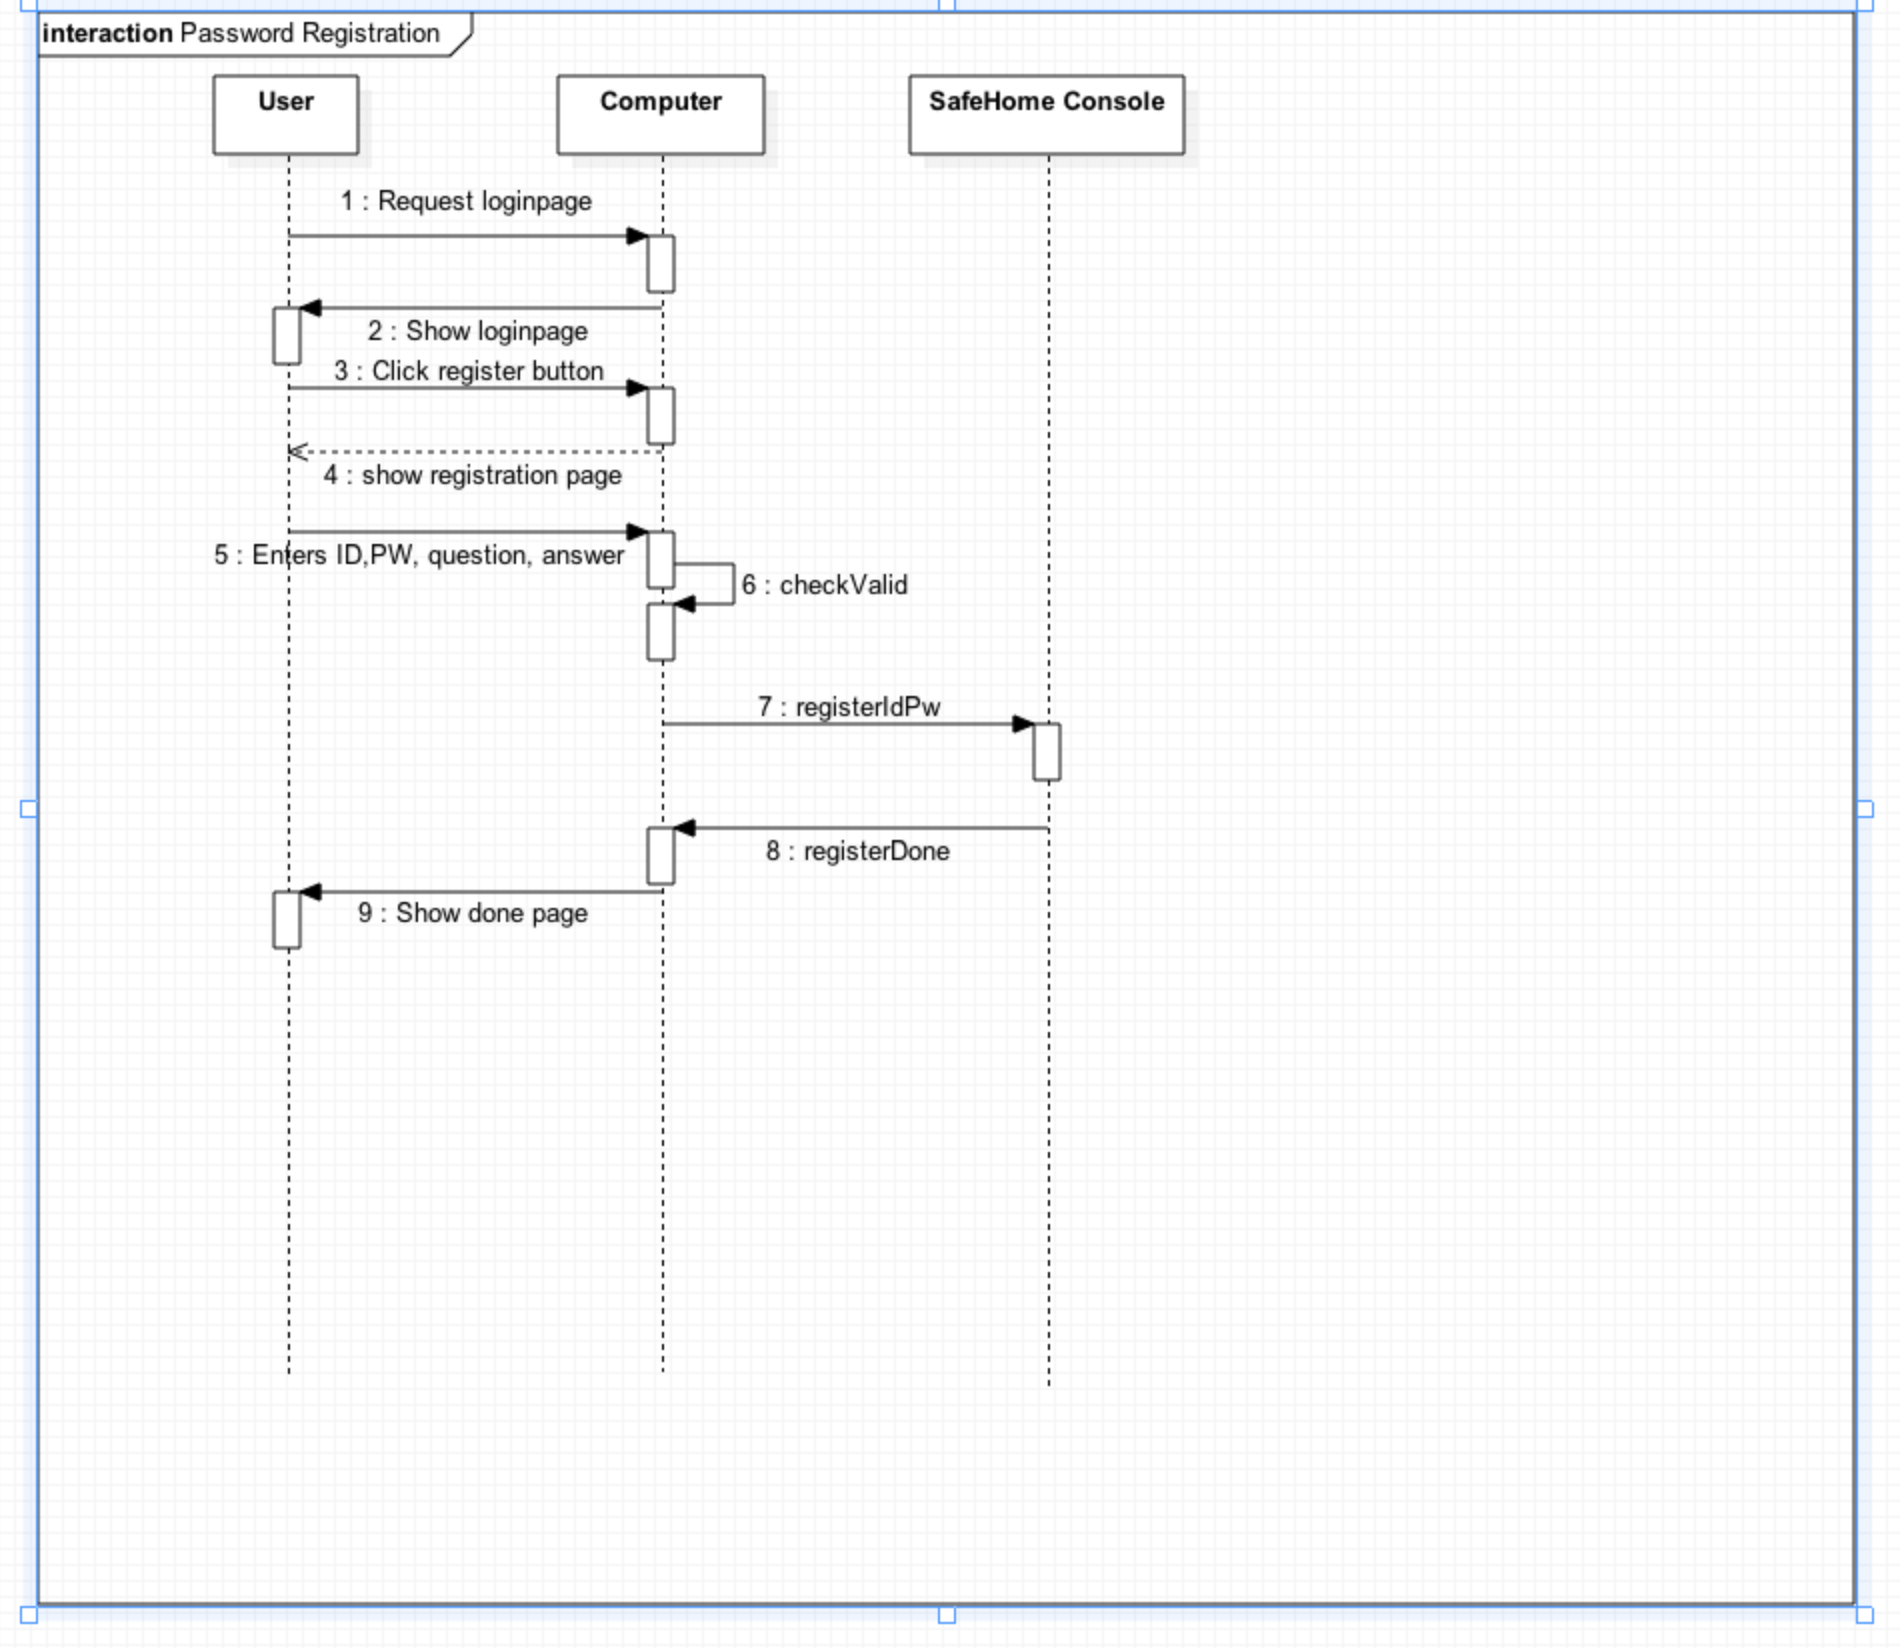 interaction Password Registration
User
Computer
SafeHome Console
1 : Request loginpage
2 : Show loginpage
3 : Click register button
4 : show registration page
5 : Enters ID,PW, question, answer
6 : checkValid
7 : registerIdPw
8 : registerDone
9 : Show done page